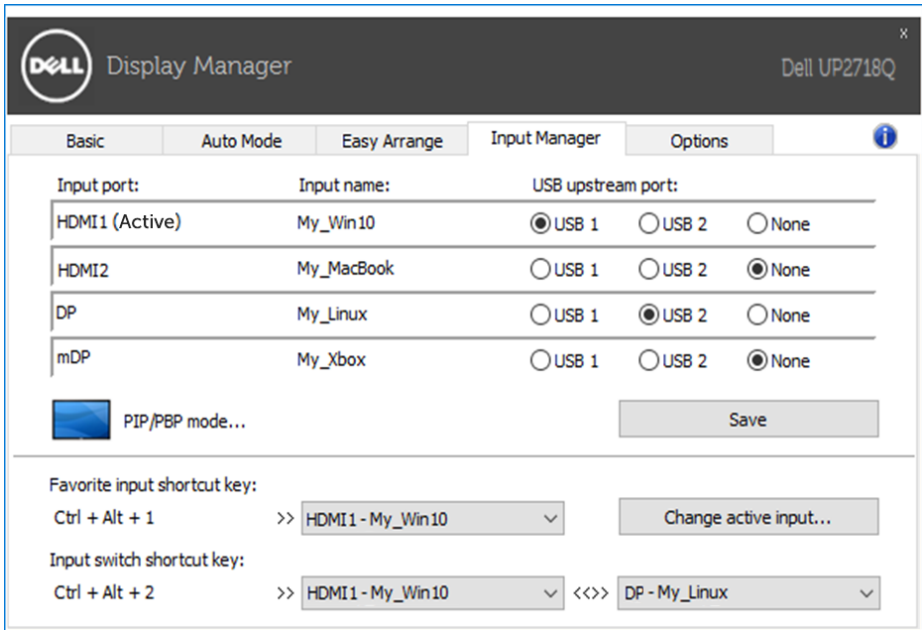 DELL Display Manager x
Dell UP2718Q
Basic Auto Mode Easy Arrange Input Manager Options i
Input port: Input name: USB upstream port:
HDMI1 (Active) My_Win10 USB 1 USB 2 None
HDMI2 My_MacBook USB 1 USB 2 None
DP My_Linux USB 1 USB 2 None
mDP My_Xbox USB 1 USB 2 None
PIP/PBP mode... Save
Favorite input shortcut key:
Ctrl + Alt + 1 >> HDMI1 - My_Win10 Change active input...
Input switch shortcut key:
Ctrl + Alt + 2 >> HDMI1 - My_Win10 <<>> DP - My_Linux